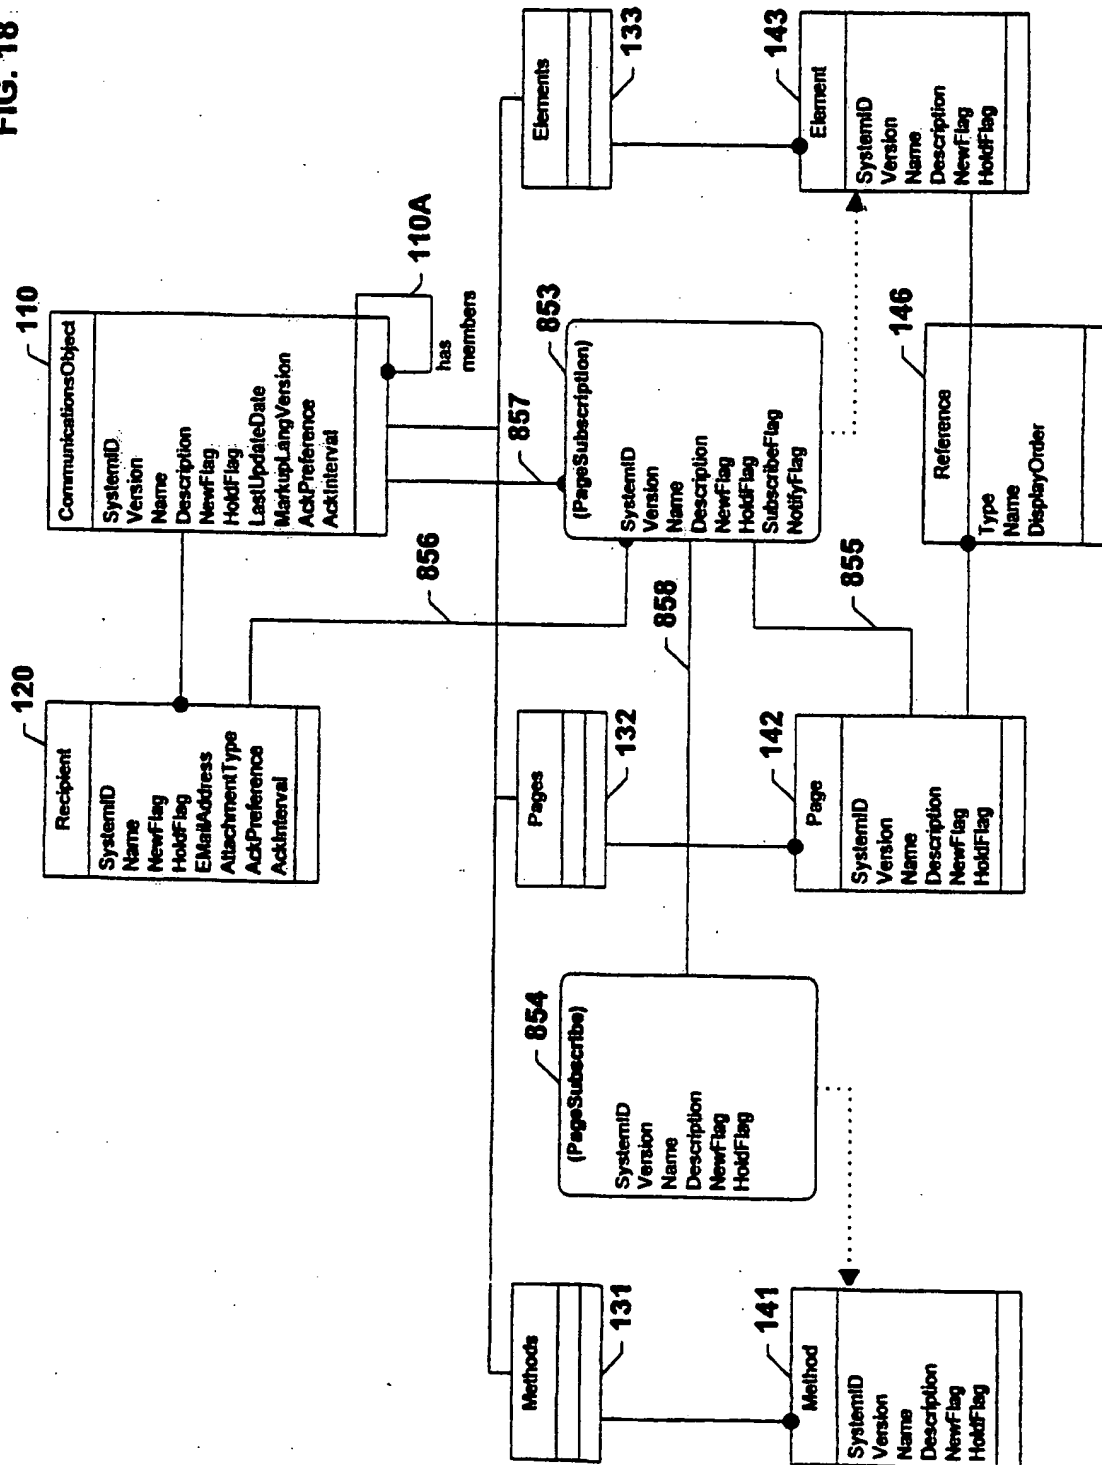 FIG. 18
110
CommunicationsObject
SystemID
Version
Name
Description
NewFlag
HoldFlag
LastUpdateDate
MarkupLangVersion
AckPreference
AckInterval
110A
has
members
120
Recipient
SystemID
Name
NewFlag
HoldFlag
EMailAddress
AttachmentType
AckPreference
AckInterval
856
857
Methods
131
Pages
132
Elements
133
854
(PageSubscribe)
SystemID
Version
Name
Description
NewFlag
HoldFlag
858
853
(PageSubscription)
SystemID
Version
Name
Description
NewFlag
HoldFlag
SubscribeFlag
NotifyFlag
855
141
Method
SystemID
Version
Name
Description
NewFlag
HoldFlag
142
Page
SystemID
Version
Name
Description
NewFlag
HoldFlag
146
Reference
Type
Name
DisplayOrder
143
Element
SystemID
Version
Name
Description
NewFlag
HoldFlag